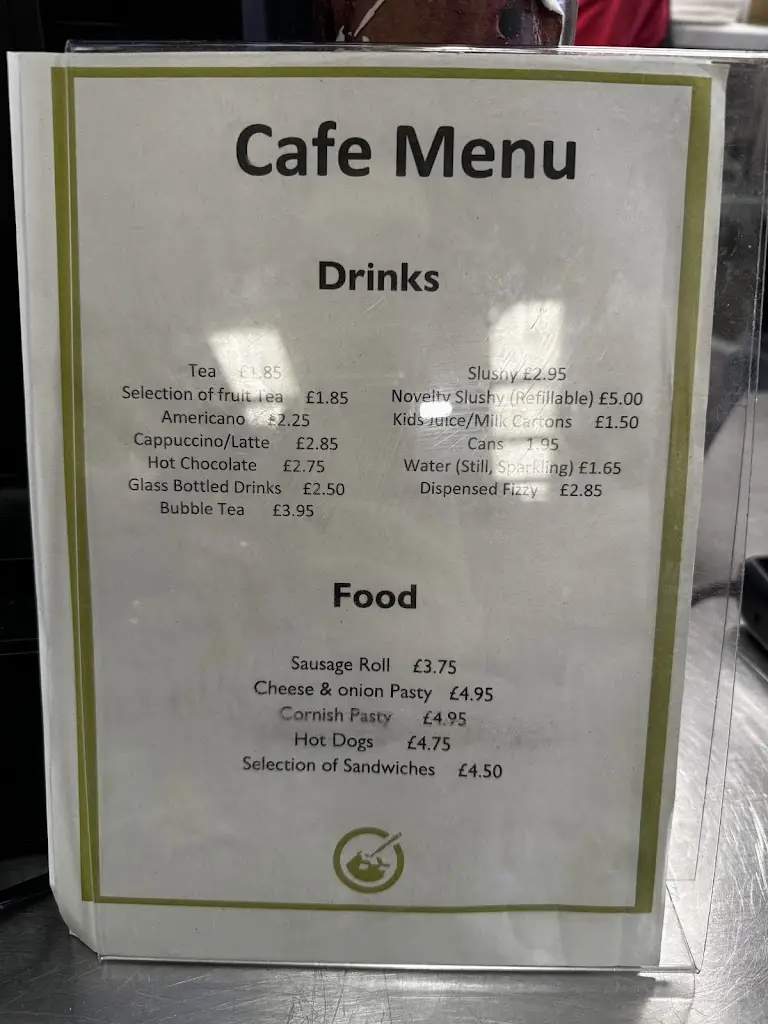 Cafe Menu
Drinks
Tea £1.85
Selection of fruit Tea £1.85
Americano £2.25
Cappuccino/Latte £2.85
Hot Chocolate £2.75
Glass Bottled Drinks £2.50
Bubble Tea £3.95
Slushy £2.95
Novelty Slushy (Refillable) £5.00
Kids Juice/Milk Cartons £1.50
Cans 1.95
Water (Still, Sparkling) £1.65
Dispensed Fizzy £2.85
Food
Sausage Roll £3.75
Cheese & onion Pasty £4.95
Cornish Pasty £4.95
Hot Dogs £4.75
Selection of Sandwiches £4.50